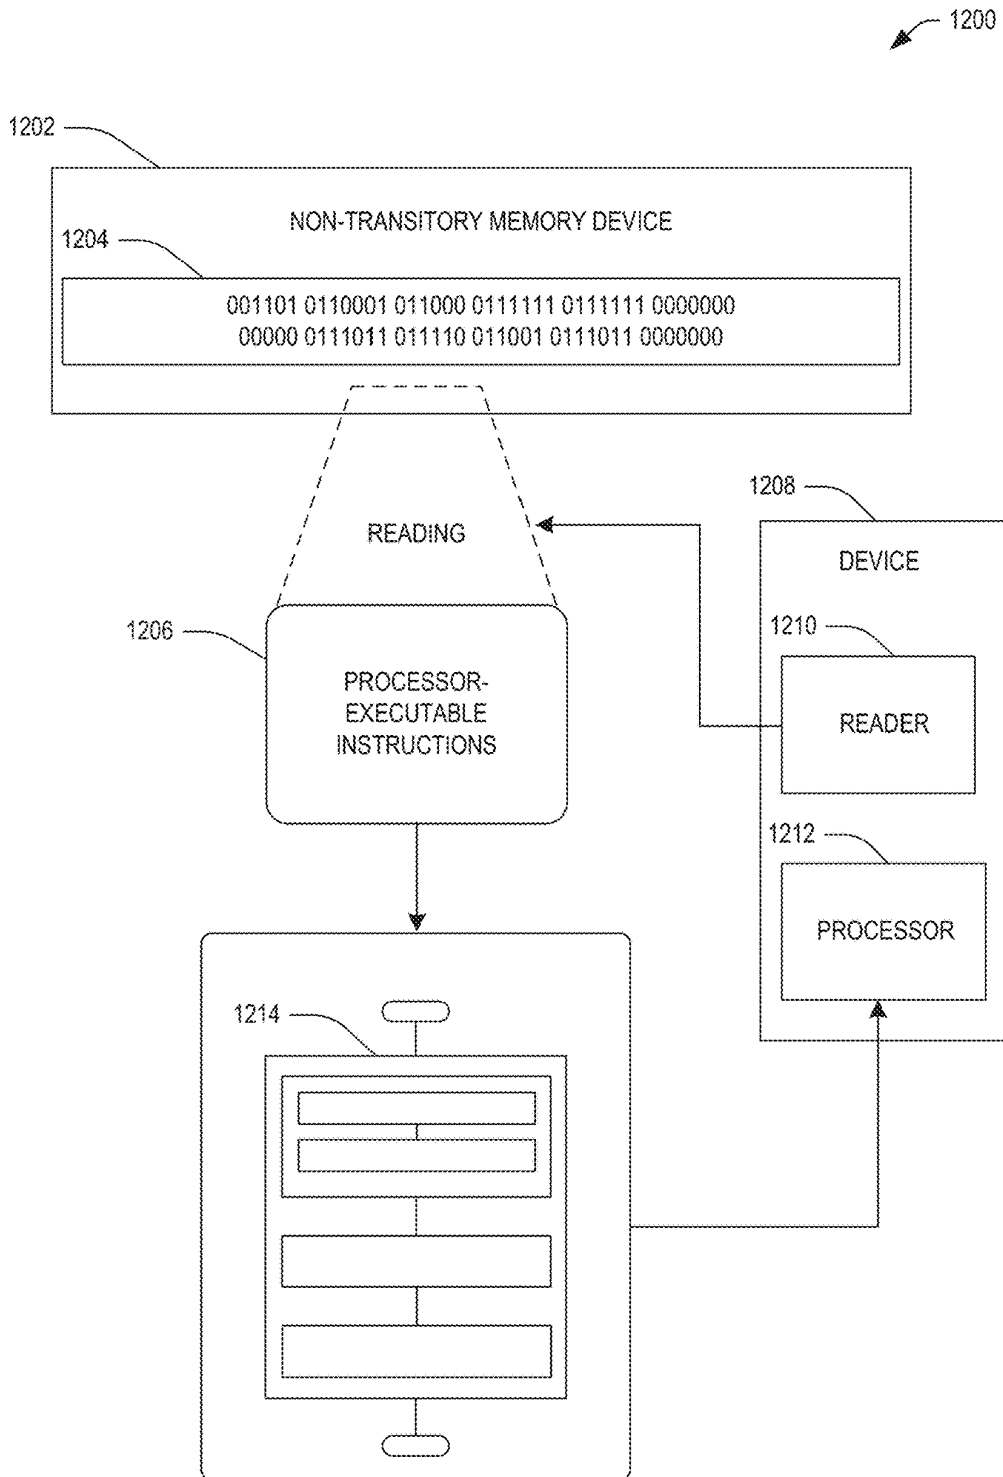 1200
1202
NON-TRANSITORY MEMORY DEVICE
1204
001101 0110001 011000 0111111 0111111 0000000
00000 0111011 011110 011001 0111011 0000000
1208
READING
DEVICE
1206
1210
PROCESSOR-
EXECUTABLE
INSTRUCTIONS
READER
1212
PROCESSOR
1214